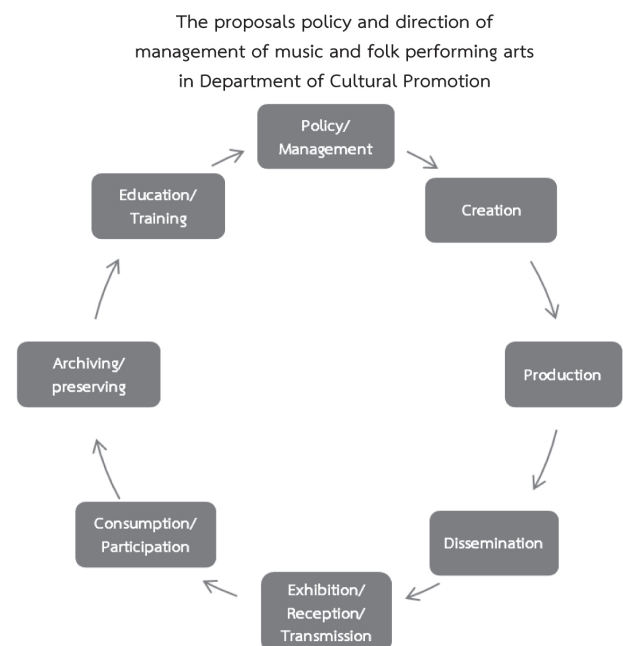 The proposals policy and direction of
management of music and folk performing arts
in Department of Cultural Promotion
Policy/
Management
Creation
Production
Dissemination
Exhibition/
Reception/
Transmission
Consumption/
Participation
Archiving/
preserving
Education/
Training